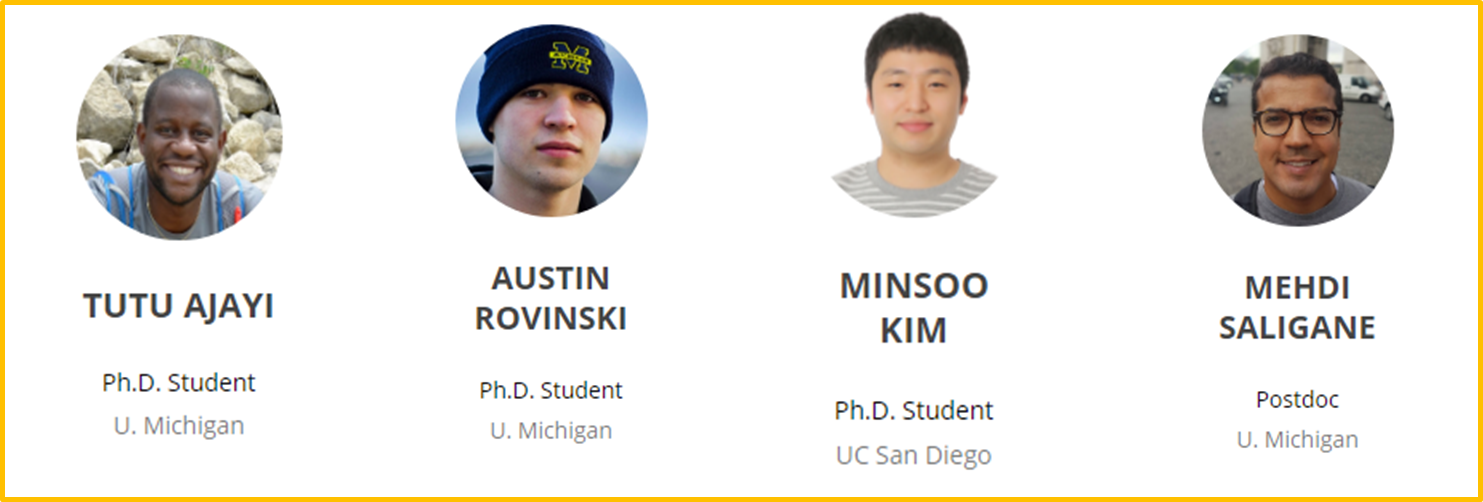 TUTU AJAYI
Ph.D. Student
U. Michigan
M
AUSTIN
ROVINSKI
Ph.D. Student
U. Michigan
MINSOO
KIM
Ph.D. Student
UC San Diego
MEHDI
SALIGANE
Postdoc
U. Michigan